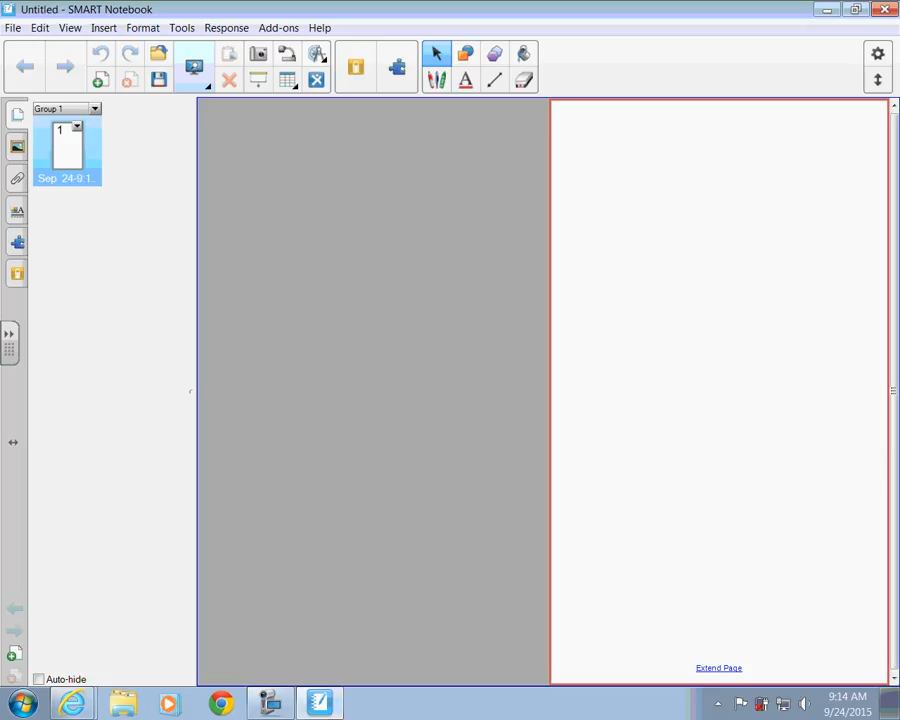 Untitled - SMART Notebook
File Edit View Insert Format Tools Response Add-ons Help
Group 1
1
Sep 24-9:1...
Extend Page
Auto-hide
9:14 AM
9/24/2015